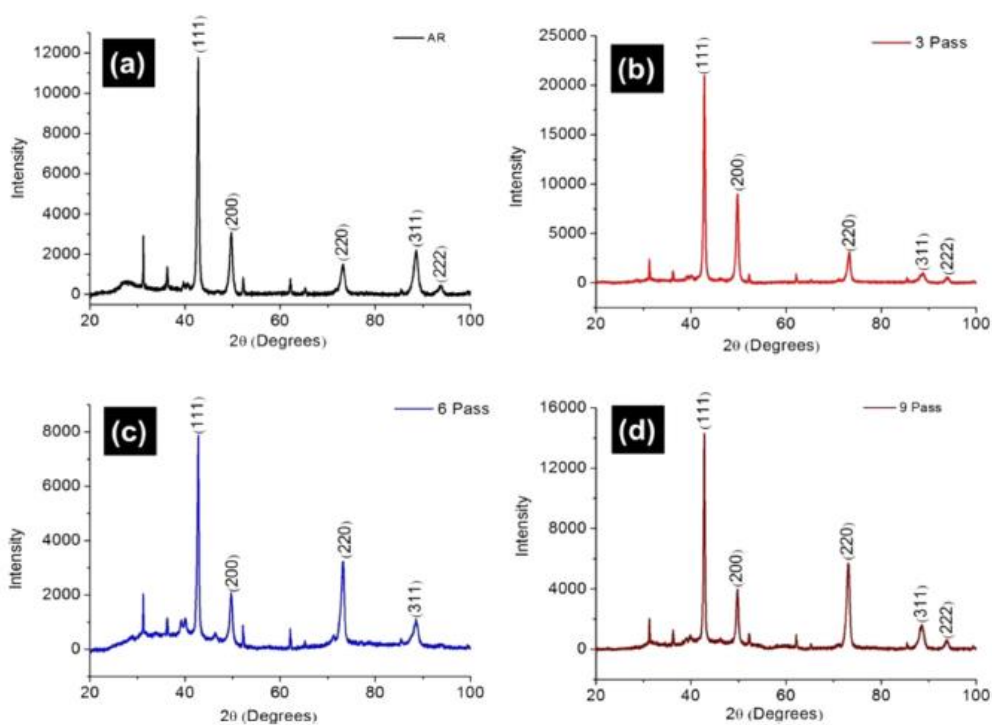 (a)
AR
12000
10000
8000
6000
4000
2000
0
Intensity
(111)
(200)
(220)
(311)
(222)
20 40 60 80 100
2θ (Degrees)
(b)
3 Pass
25000
20000
15000
10000
5000
0
Intensity
(111)
(200)
(220)
(311)
(222)
20 40 60 80 100
2θ (Degrees)
(c)
6 Pass
8000
6000
4000
2000
0
Intensity
(111)
(200)
(220)
(311)
20 40 60 80 100
2θ (Degrees)
(d)
9 Pass
16000
12000
8000
4000
0
Intensity
(111)
(200)
(220)
(311)
(222)
20 40 60 80 100
2θ (Degrees)